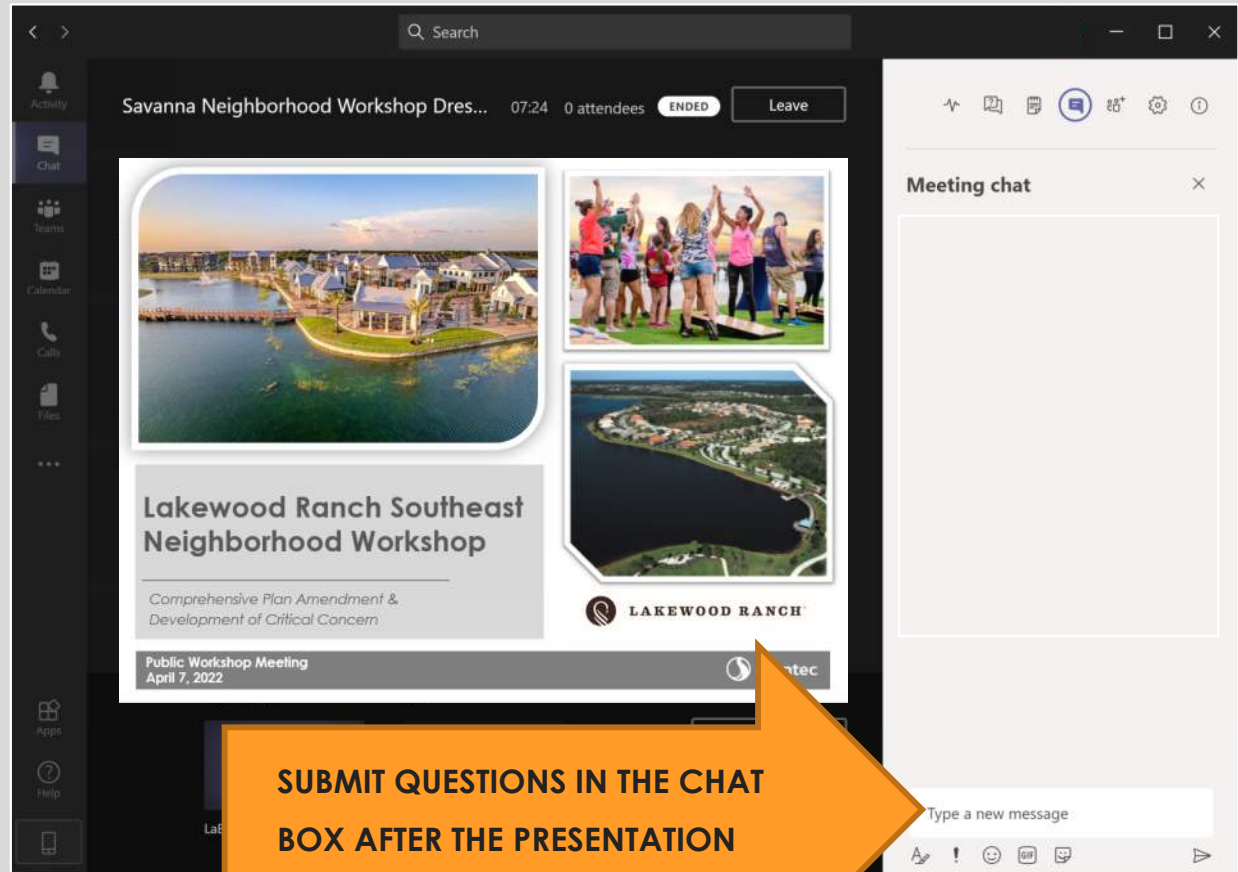 Search
Activity
Chat
Teams
Calendar
Calls
Files
Apps
Help
Savanna Neighborhood Workshop Dres... 07:24 0 attendees ENDED Leave
Lakewood Ranch Southeast
Neighborhood Workshop
Comprehensive Plan Amendment &
Development of Critical Concern
LAKEWOOD RANCH
Public Workshop Meeting
April 7, 2022
SUBMIT QUESTIONS IN THE CHAT
BOX AFTER THE PRESENTATION
Meeting chat
Type a new message
GIF